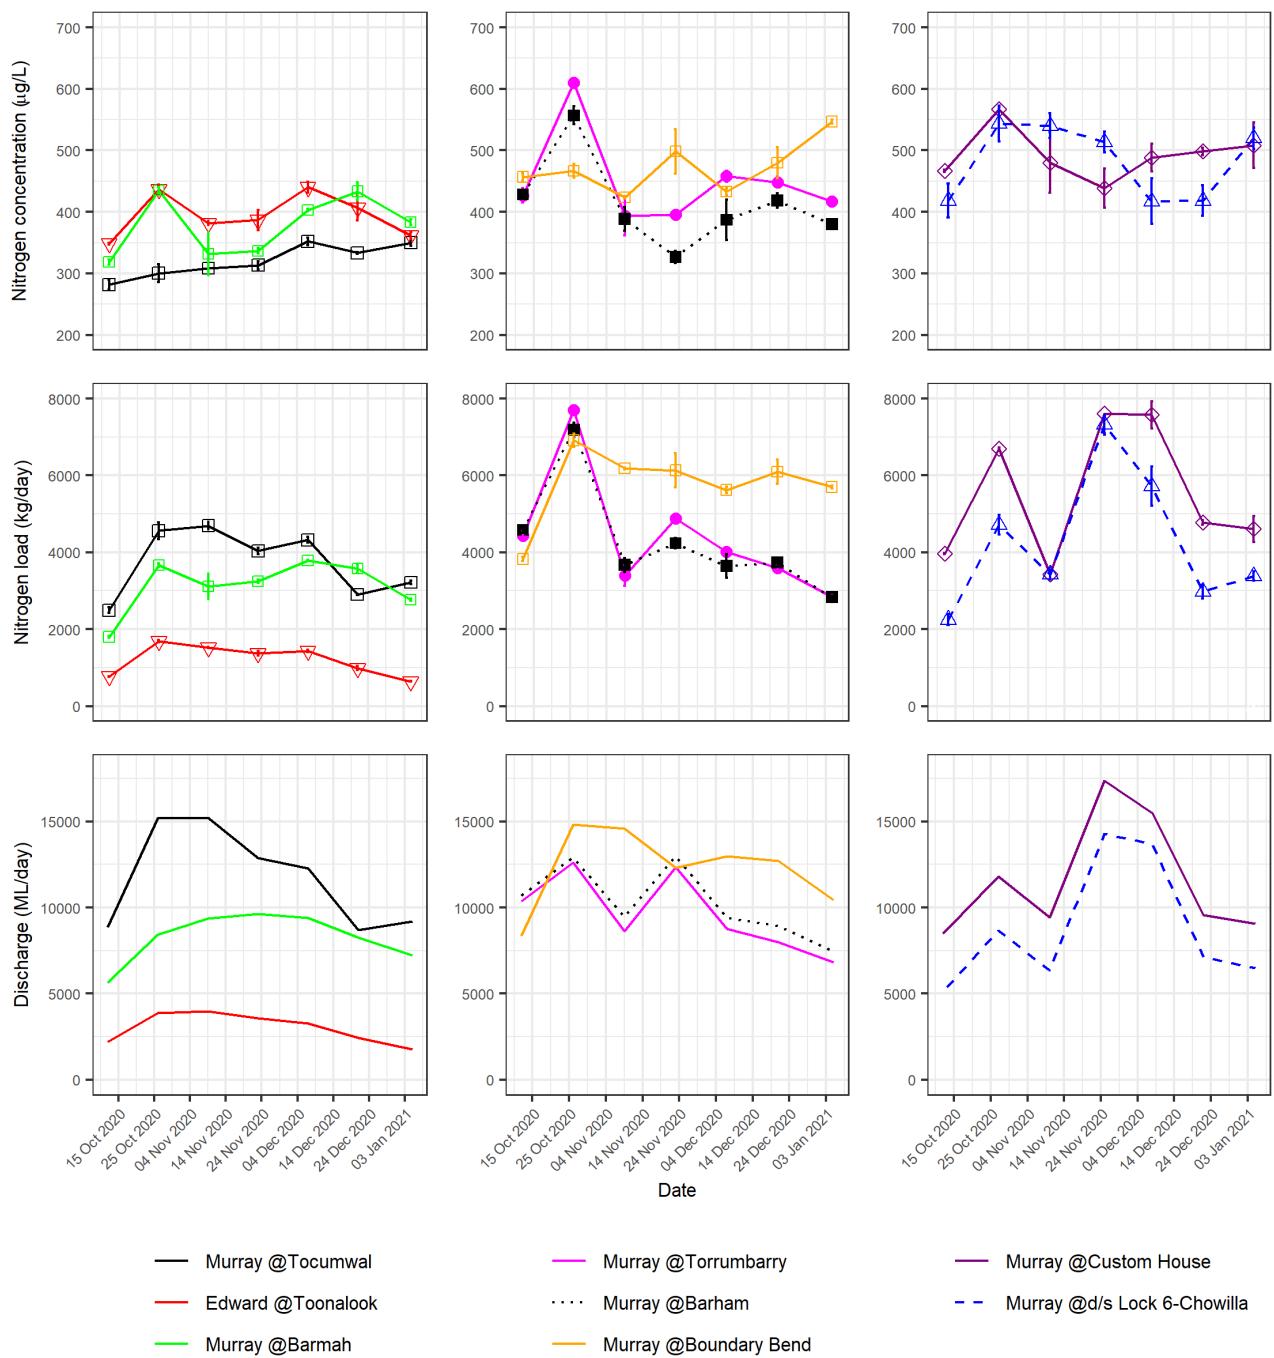 Nitrogen concentration (μg/L)
700
600
500
400
300
200
700
600
500
400
300
200
700
600
500
400
300
200
Nitrogen load (kg/day)
8000
6000
4000
2000
0
8000
6000
4000
2000
0
8000
6000
4000
2000
0
Discharge (ML/day)
15000
10000
5000
0
15000
10000
5000
0
15000
10000
5000
0
15 Oct 2020
25 Oct 2020
04 Nov 2020
14 Nov 2020
24 Nov 2020
04 Dec 2020
14 Dec 2020
24 Dec 2020
03 Jan 2021
15 Oct 2020
25 Oct 2020
04 Nov 2020
14 Nov 2020
24 Nov 2020
04 Dec 2020
14 Dec 2020
24 Dec 2020
03 Jan 2021
15 Oct 2020
25 Oct 2020
04 Nov 2020
14 Nov 2020
24 Nov 2020
04 Dec 2020
14 Dec 2020
24 Dec 2020
03 Jan 2021
Date
Murray @Tocumwal
Edward @Toonalook
Murray @Barmah
Murray @Torrumbarry
Murray @Barham
Murray @Boundary Bend
Murray @Custom House
Murray @d/s Lock 6-Chowilla